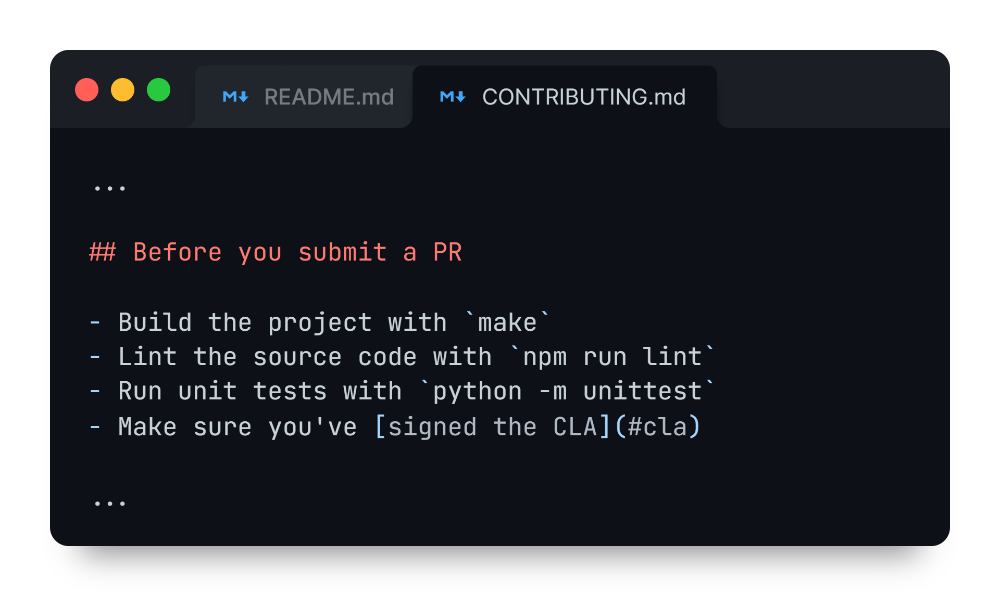 README.md
CONTRIBUTING.md
...
## Before you submit a PR
- Build the project with `make`
- Lint the source code with `npm run lint`
- Run unit tests with `python -m unittest`
- Make sure you've [signed the CLA](#cla)
...